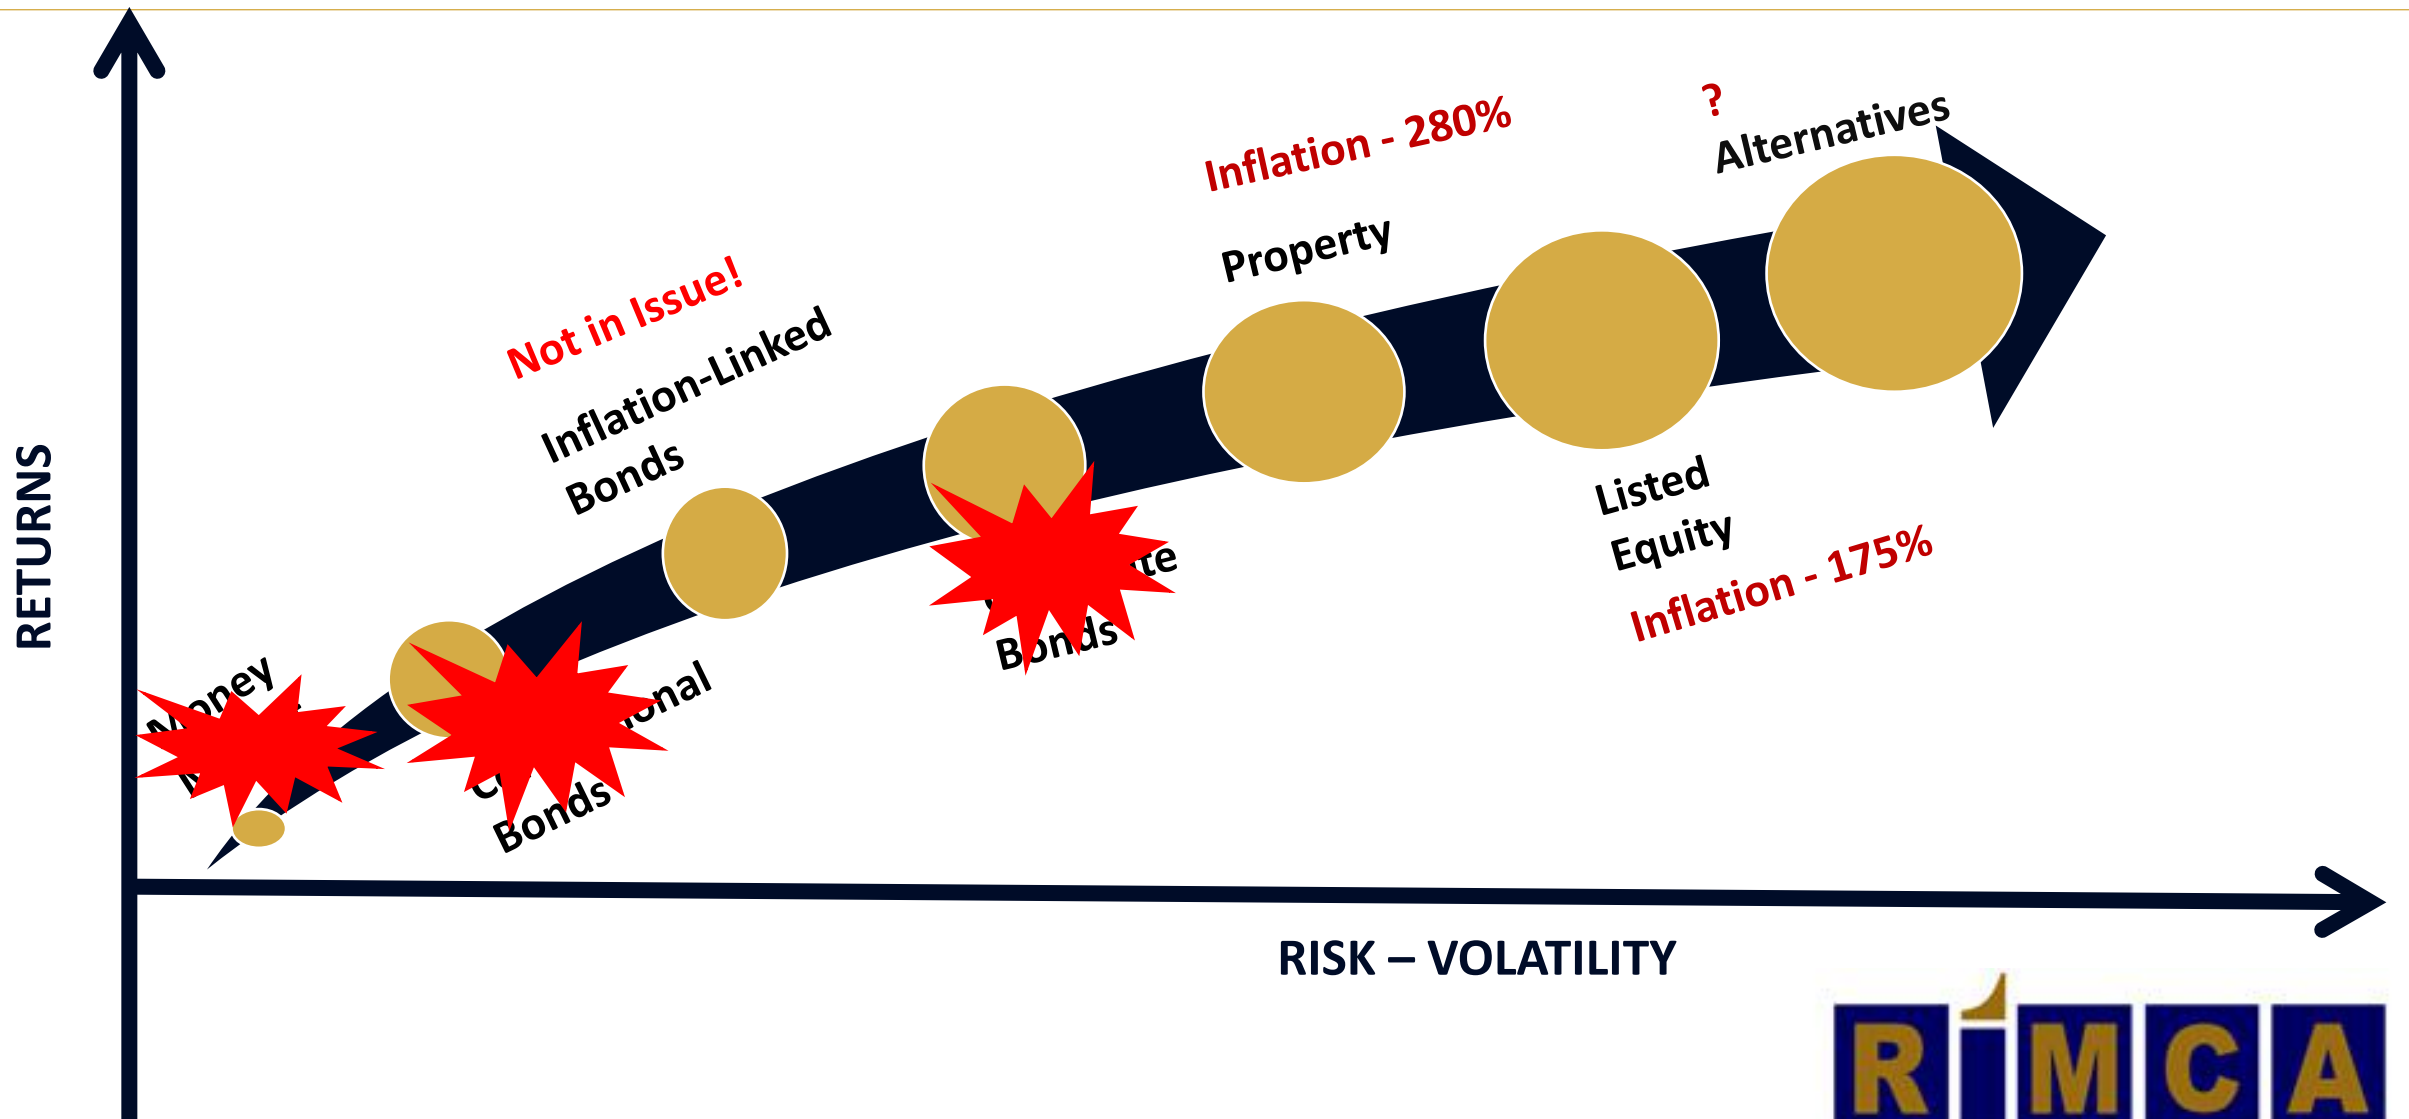 ?
Alternatives
Inflation - 280%
Property
Not in Issue!
Inflation-Linked
Bonds
Listed
Equity
Inflation - 175%
Bonds
Money
Bonds
RETURNS
RISK – VOLATILITY
RIMCA